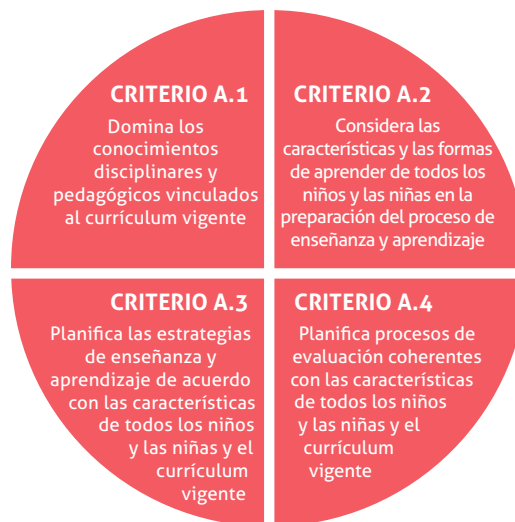 CRITERIO A.1
Domina los
conocimientos
disciplinares y
pedagógicos vinculados
al currículum vigente
CRITERIO A.2
Considera las
características y las formas
de aprender de todos los
niños y las niñas en la
preparación del proceso de
enseñanza y aprendizaje
CRITERIO A.3
Planifica las estrategias
de enseñanza y
aprendizaje de acuerdo
con las características
de todos los niños
y las niñas y el
currículum
vigente
CRITERIO A.4
Planifica procesos de
evaluación coherentes
con las características
de todos los niños
y las niñas y el
currículum
vigente